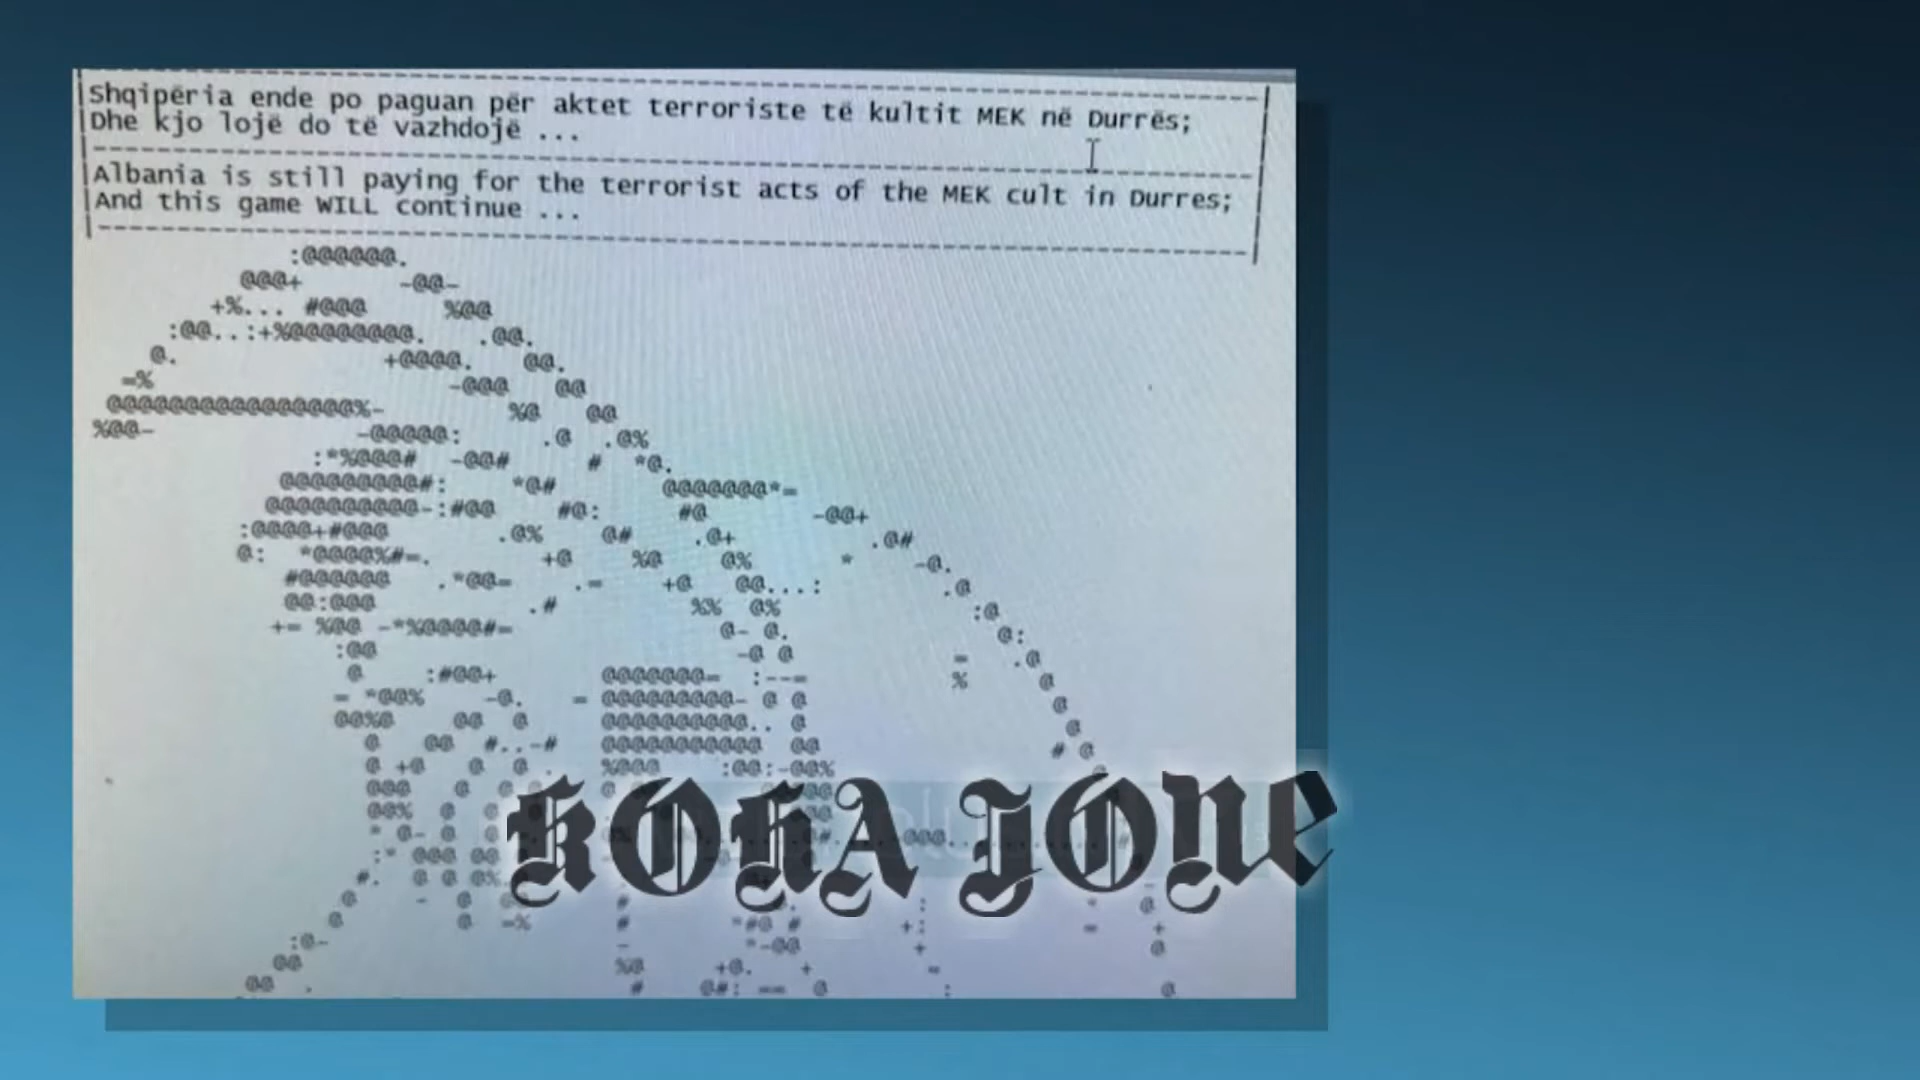 Shqipëria ende po paguan për aktet terroriste të kultit MEK në Durrës;
Dhe kjo lojë do të vazhdojë ...
Albania is still paying for the terrorist acts of the MEK cult in Durres;
And this game WILL continue ...
KOHA JONE